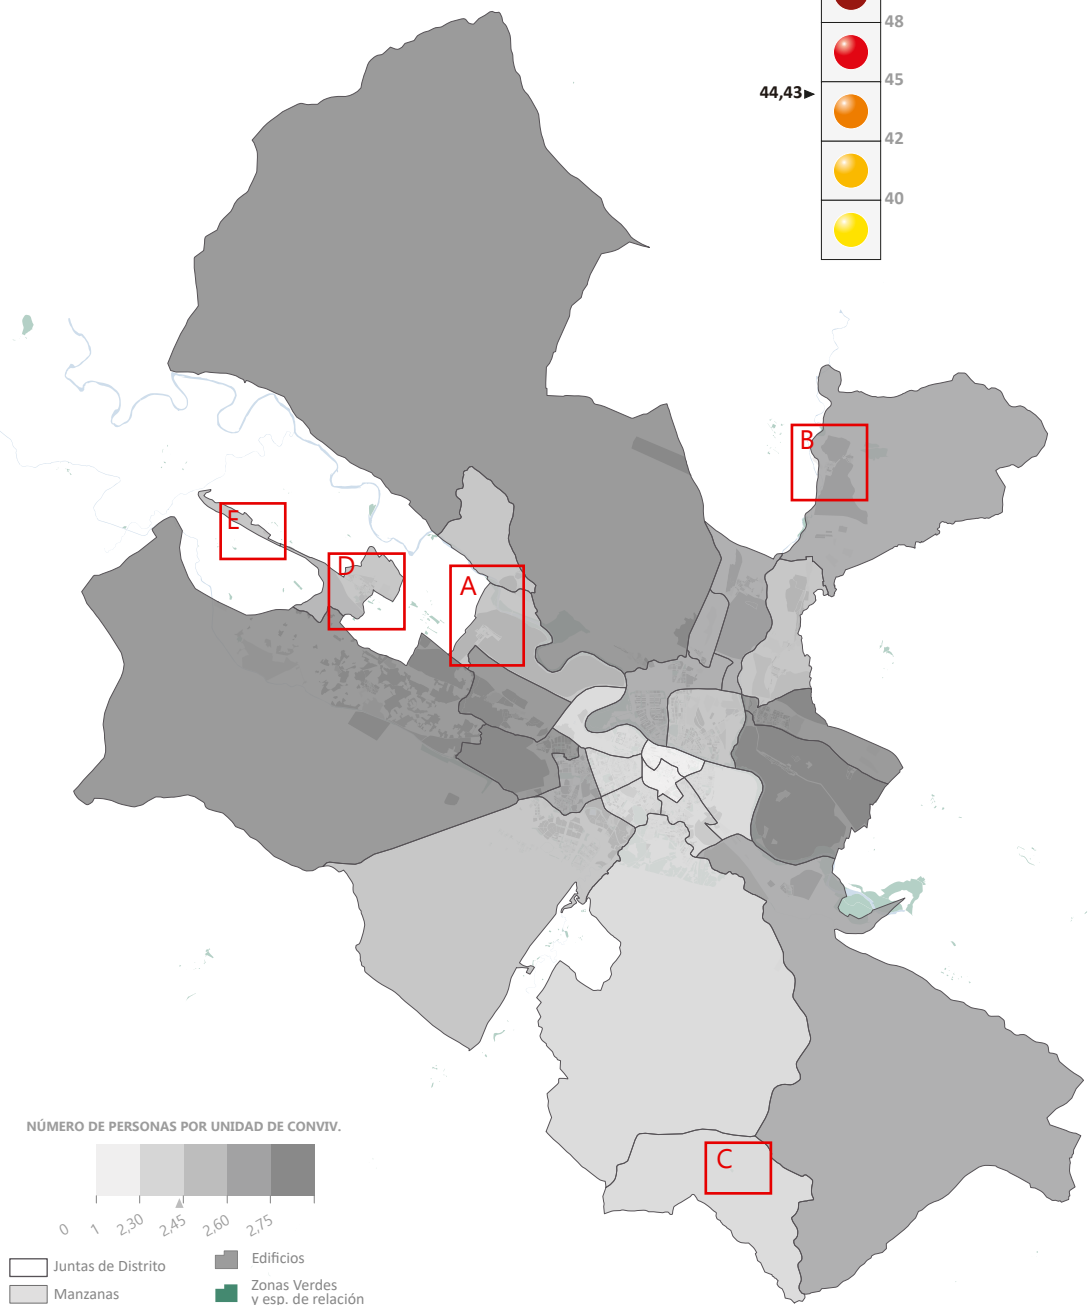 48
45
44,43
42
40
B
E
D
A
C
NÚMERO DE PERSONAS POR UNIDAD DE CONVIV.
0
1
2,30
2,45
2,60
2,75
Juntas de Distrito
Edificios
Manzanas
Zonas Verdes
y esp. de relación